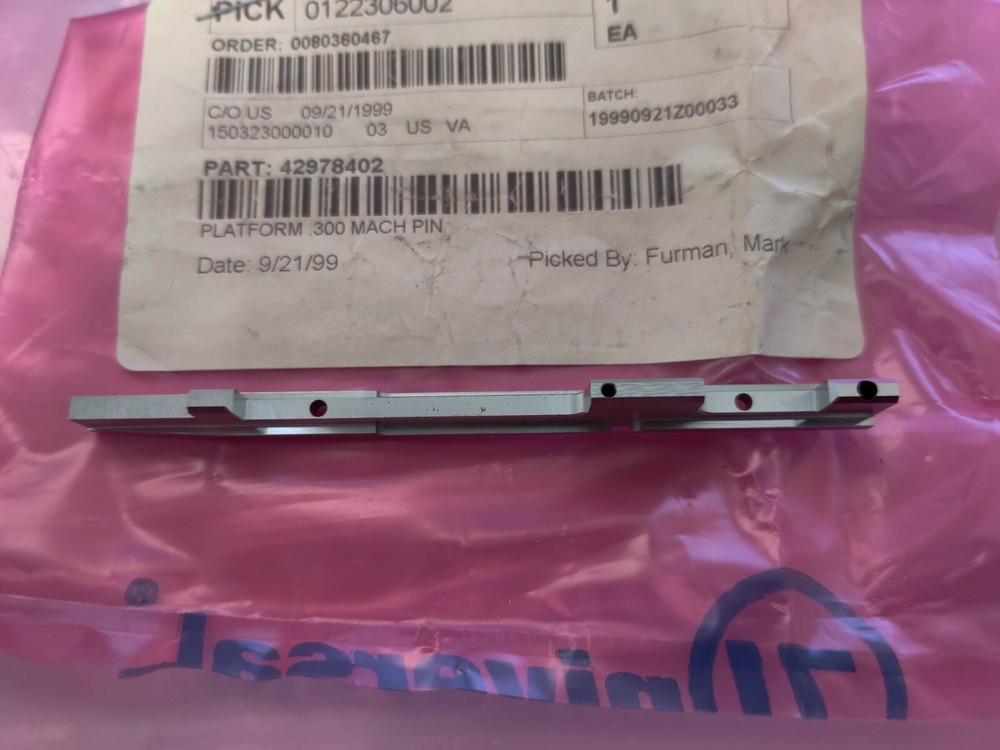 PICK 0122306002
1
EA
ORDER: 0080360467
C/O US 09/21/1999
150323000010 03 US VA
BATCH:
19990921Z00033
PART: 42978402
PLATFORM .300 MACH PIN
Date: 9/21/99
Picked By: Furman, Mark
Universal